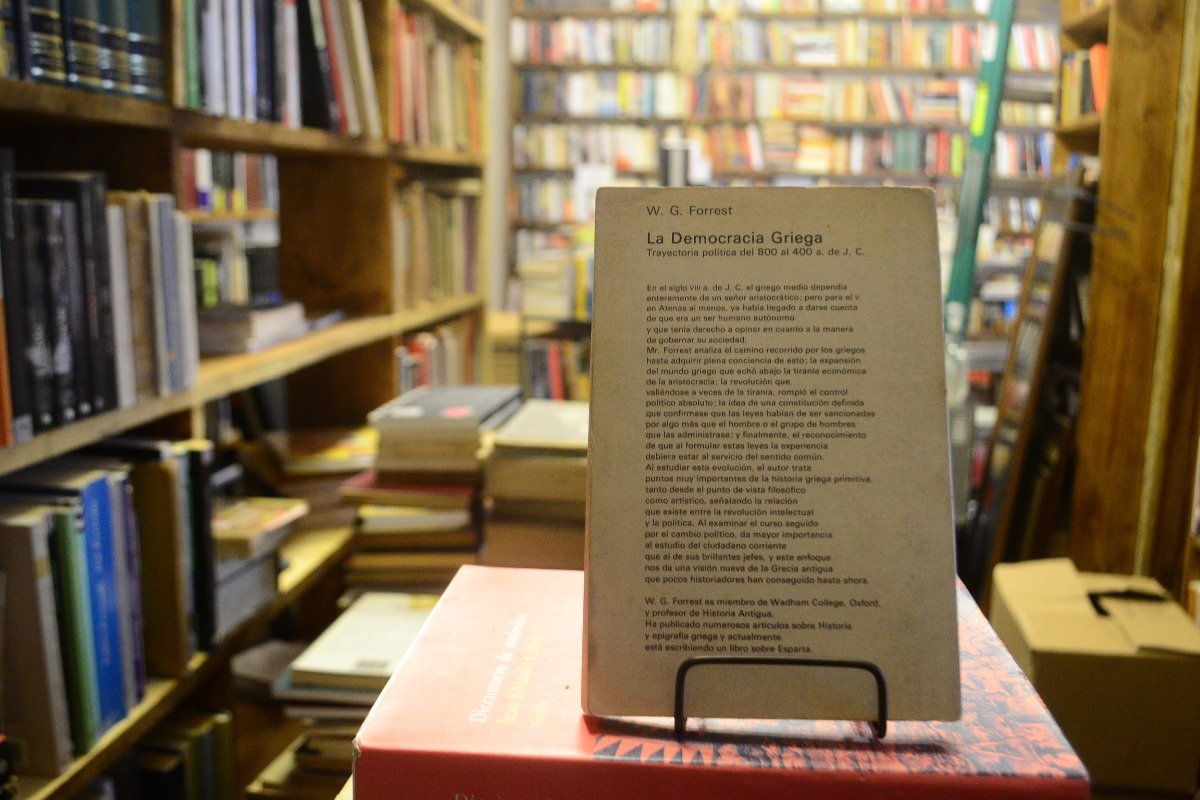 W. G. Forrest
La Democracia Griega
Trayectoria política del 800 al 400 a. de J. C.
En el siglo VIII a. de J. C. el griego medio dependía
enteramente de un señor aristocrático; pero para el V,
en Atenas al menos, ya había llegado a darse cuenta
de que era un ser humano autónomo
y que tenía derecho a opinar en cuanto a la manera
de gobernar su sociedad.
Mr. Forrest analiza el camino recorrido por los griegos
hasta adquirir plena conciencia de esto; la expansión
del mundo griego que echó abajo la tiranía económica
de la aristocracia; la revolución que,
valiéndose a veces de la tiranía, rompió el control
político absoluto; la idea de una constitución definida
que confirmase que las leyes habían de ser sancionadas
por algo más que el hombre o el grupo de hombres
que las administrase; y finalmente, el reconocimiento
de que al formular estas leyes la experiencia
debiera estar al servicio del sentido común.
Al estudiar esta evolución, el autor trata
puntos muy importantes de la historia griega primitiva,
tanto desde el punto de vista filosófico
como artístico, señalando la relación
que existe entre la revolución intelectual
y la política. Al examinar el curso seguido
por el cambio político, da mayor importancia
al estudio del ciudadano corriente
que al de sus brillantes jefes, y este enfoque
nos da una visión nueva de la Grecia antigua
que pocos historiadores han conseguido hasta ahora.
W. G. Forrest es miembro de Wadham College, Oxford,
y profesor de Historia Antigua.
Ha publicado numerosos artículos sobre Historia
y epigrafía griega y actualmente
está escribiendo un libro sobre Esparta.
Diccionario de
Juan Eduardo